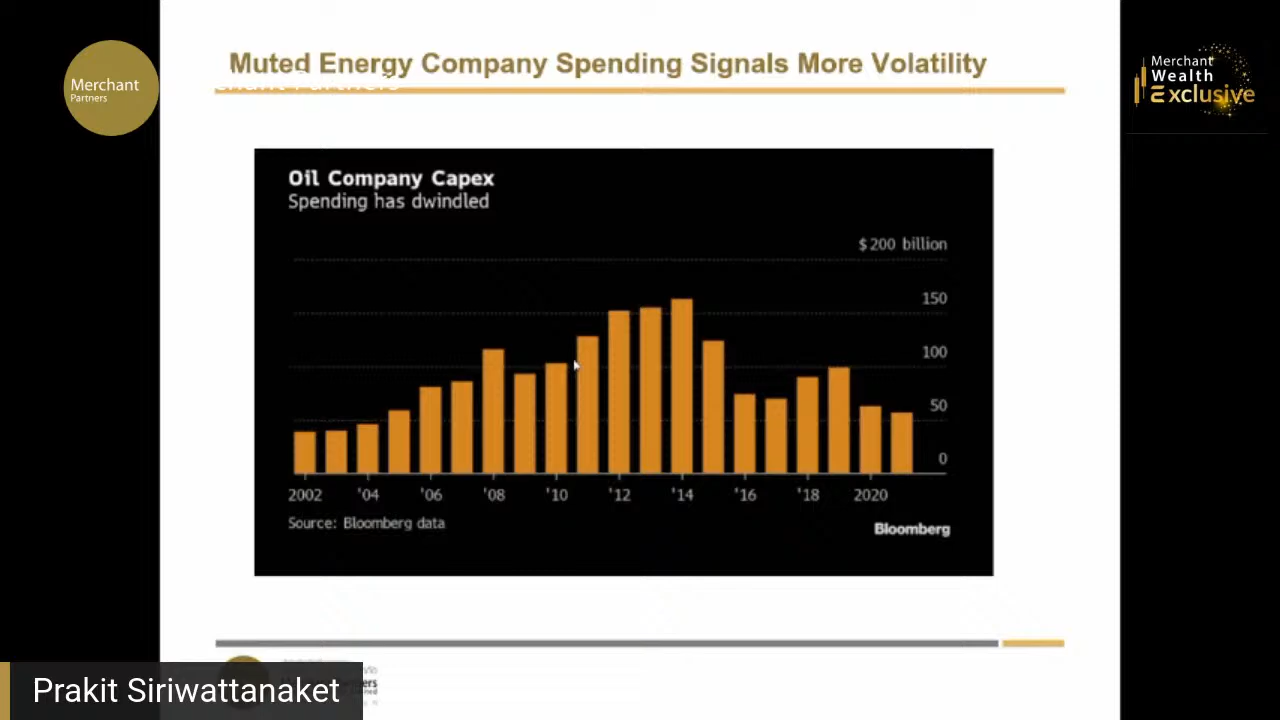 Muted Energy Company Spending Signals More Volatility
Merchant
Partners
Merchant
Wealth
Exclusive
Oil Company Capex
Spending has dwindled
$200 billion
150
100
50
0
2002 '04 '06 '08 '10 '12 '14 '16 '18 2020
Source: Bloomberg data
Bloomberg
Prakit Siriwattanaket